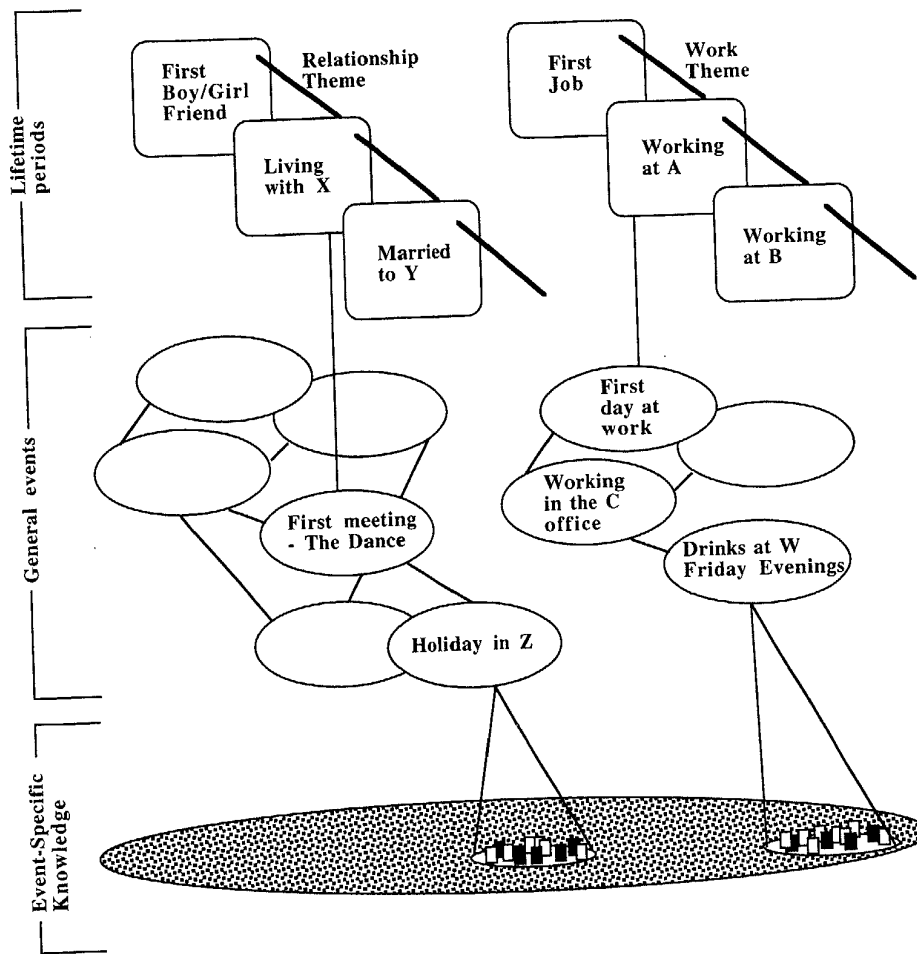 Lifetime
periods
First
Boy/Girl
Friend
Relationship
Theme
Living
with X
Married
to Y
First
Job
Work
Theme
Working
at A
Working
at B
General events
First meeting
- The Dance
Holiday in Z
First
day at
work
Working
in the C
office
Drinks at W
Friday Evenings
Event-Specific
Knowledge